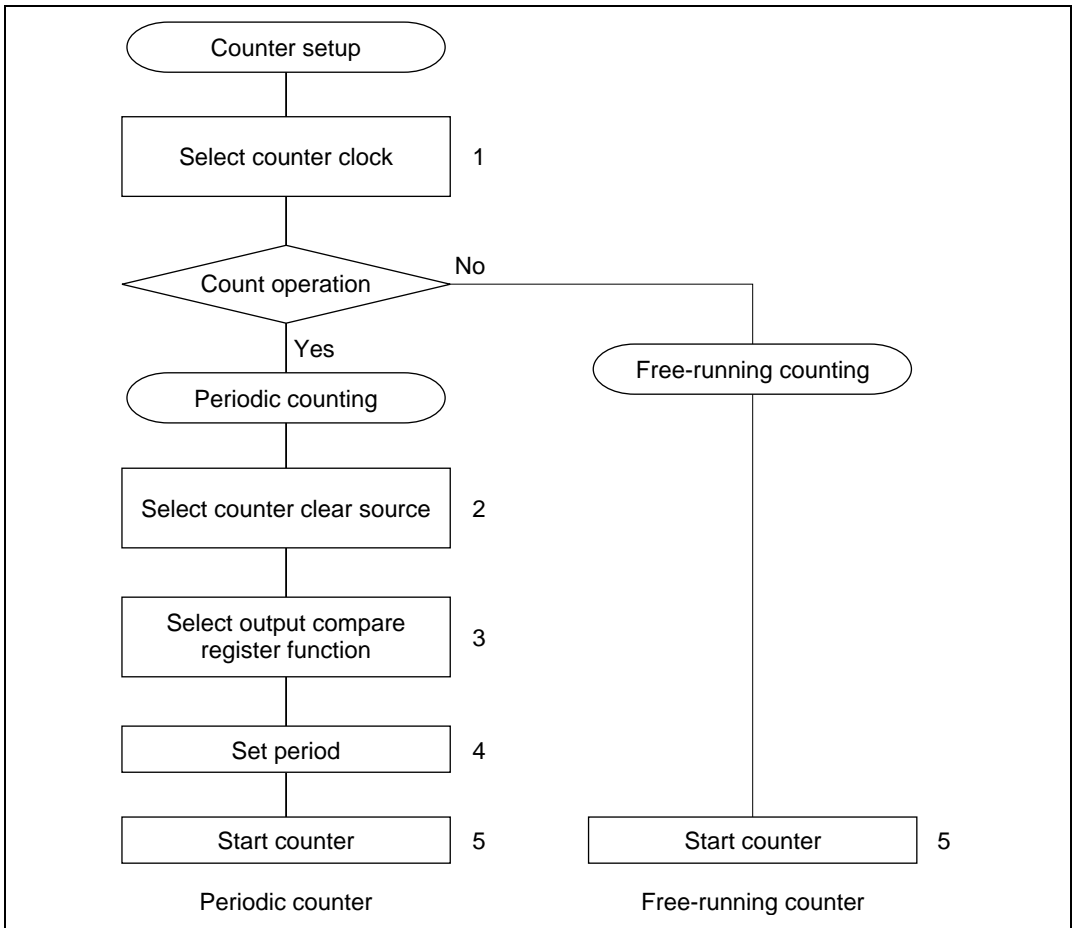 Counter setup
Select counter clock
1
Count operation
No
Yes
Periodic counting
Free-running counting
Select counter clear source
2
Select output compare
register function
3
Set period
4
Start counter
5
Start counter
5
Periodic counter
Free-running counter